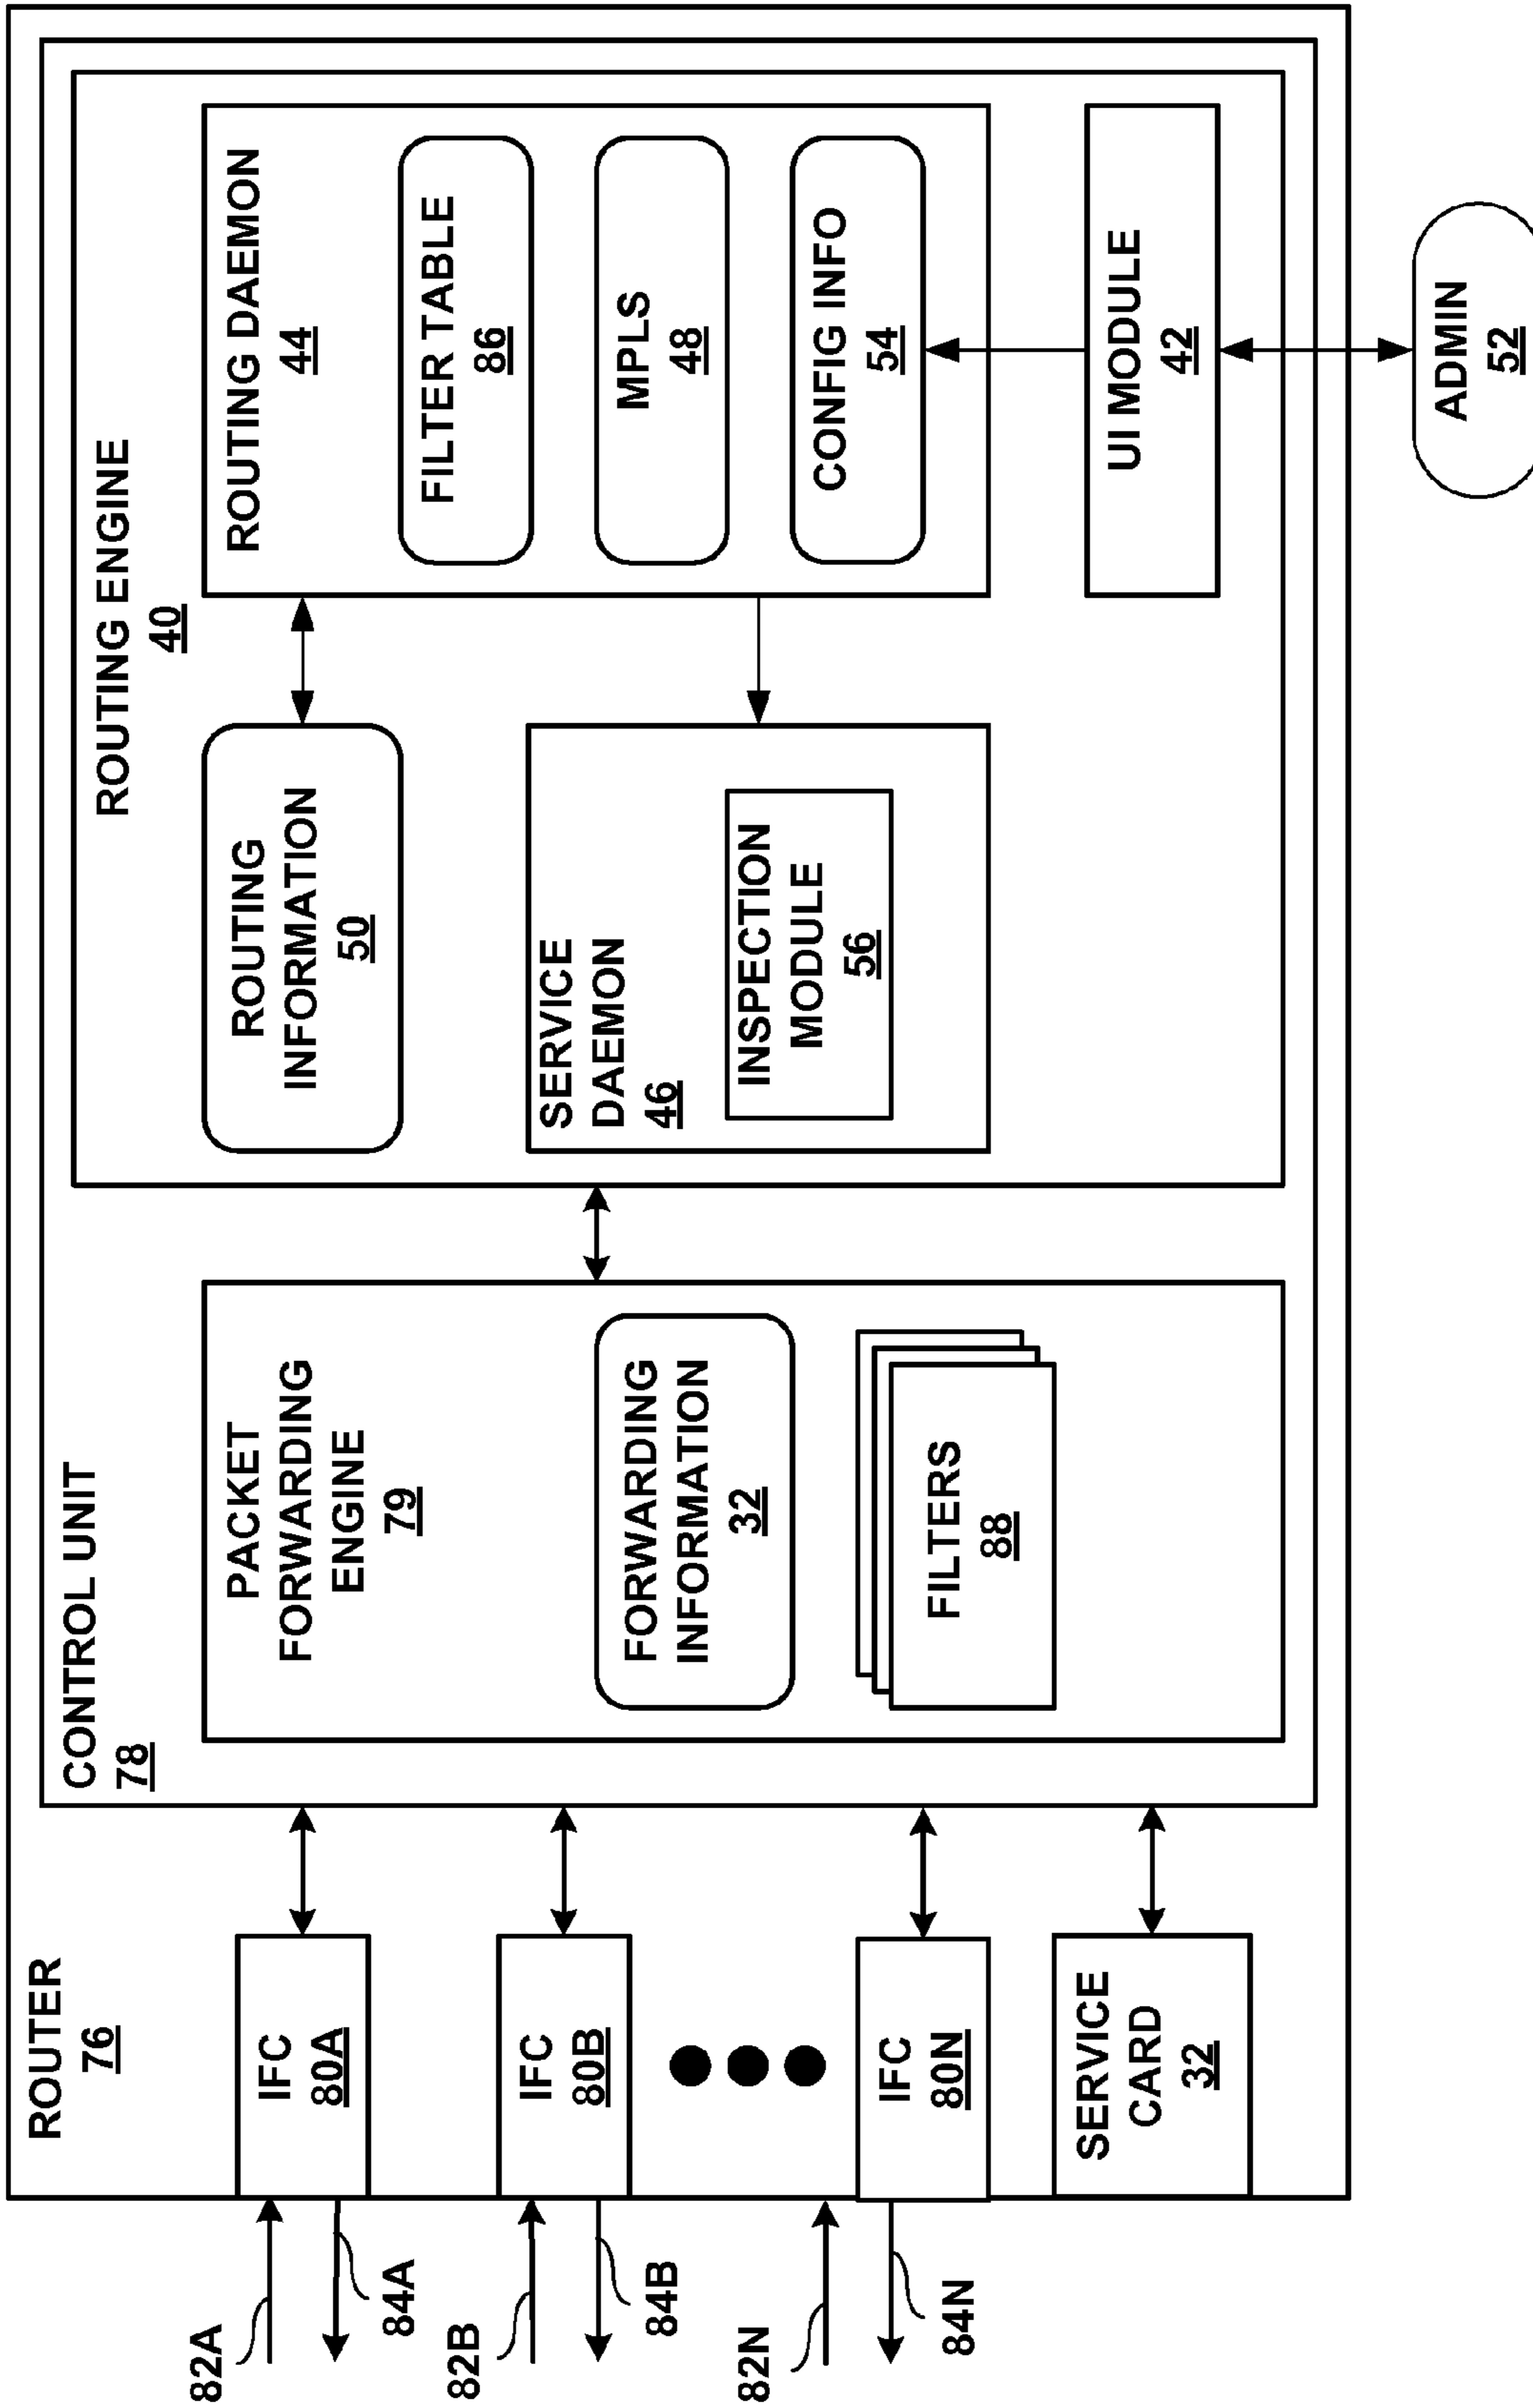 ROUTER
76
CONTROL UNIT
78
ROUTING ENGINE
40
PACKET
FORWARDING
ENGINE
79
FORWARDING
INFORMATION
32
FILTERS
88
ROUTING
INFORMATION
50
SERVICE
DAEMON
46
INSPECTION
MODULE
56
ROUTING DAEMON
44
FILTER TABLE
86
MPLS
48
CONFIG INFO
54
UI MODULE
42
ADMIN
52
IFC
80A
IFC
80B
IFC
80N
SERVICE
CARD
32
82A
84A
82B
84B
82N
84N